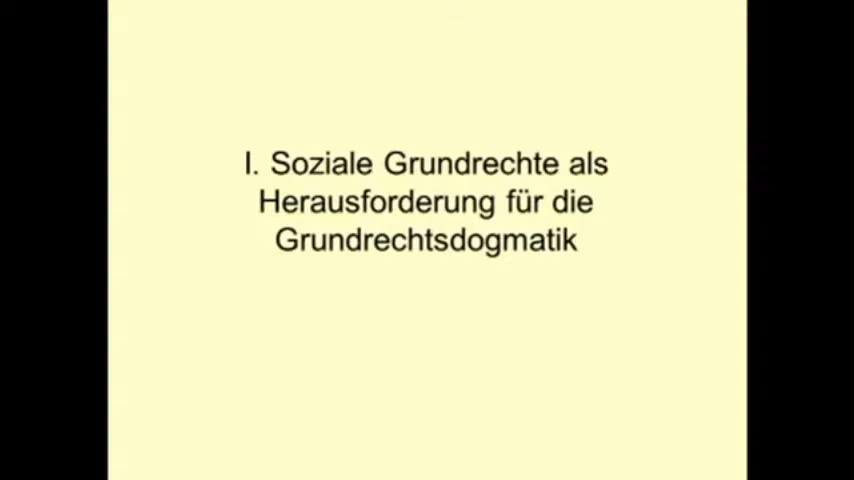 I. Soziale Grundrechte als
Herausforderung für die
Grundrechtsdogmatik